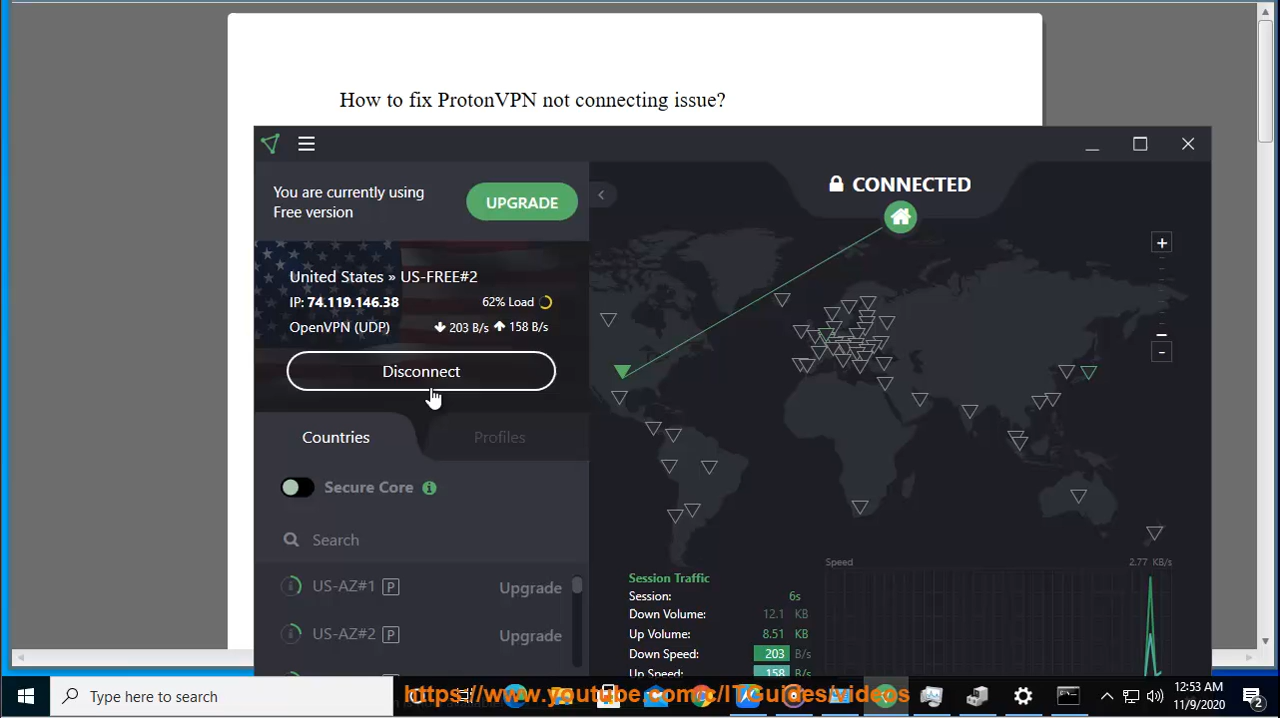 How to fix ProtonVPN not connecting issue?
You are currently using
Free version
UPGRADE
CONNECTED
United States » US-FREE#2
IP: 74.119.146.38
62% Load
OpenVPN (UDP)
203 B/s
158 B/s
Disconnect
Countries
Profiles
Secure Core
Search
US-AZ#1 P
Upgrade
US-AZ#2 P
Upgrade
Session Traffic
Session: 6s
Down Volume: 12.1 KB
Up Volume: 8.51 KB
Down Speed: 203 B/s
Up Speed: 158 B/s
Speed
2.77 KB/s
Type here to search
https://www.youtube.com/c/ITGuides/videos
12:53 AM
11/9/2020
2